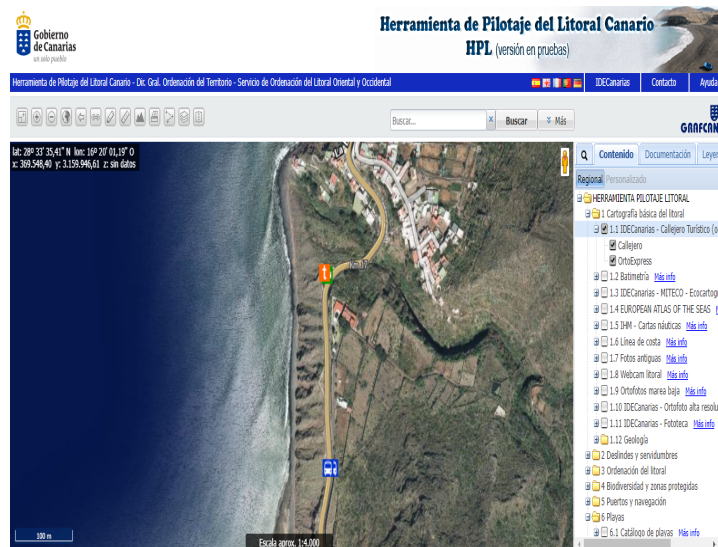 Gobierno
de Canarias
un solo pueblo
Herramienta de Pilotaje del Litoral Canario
HPL (versión en pruebas)
Herramienta de Pilotaje del Litoral Canario - Dir. Gral. Ordenación del Territorio - Servicio de Ordenación del Litoral Oriental y Occidental
IDECanarias Contacto Ayuda
Buscar... x Buscar Más
GRAFCAN
lat: 28º 33' 35,41" N lon: 16º 20' 01,19" O
x: 369.548,40 y: 3.159.946,61 z: sin datos
Contenido Documentación Leye
Regional Personalizado
HERRAMIENTA PILOTAJE LITORAL
1 Cartografía básica del litoral
1.1 IDECanarias - Callejero Turístico (o
Callejero
OrtoExpress
1.2 Batimetría Más info
1.3 IDECanarias - MITECO - Ecocartogr
1.4 EUROPEAN ATLAS OF THE SEAS
1.5 IHM - Cartas náuticas Más info
1.6 Línea de costa Más info
1.7 Fotos antiguas Más info
1.8 Webcam litoral Más info
1.9 Ortofotos marea baja Más info
1.10 IDECanarias - Ortofoto alta resolu
1.11 IDECanarias - Fototeca Más info
1.12 Geología
2 Deslindes y servidumbres
3 Ordenación del litoral
4 Biodiversidad y zonas protegidas
5 Puertos y navegación
6 Playas
6.1 Catálogo de playas Más info
100 m
Escala aprox. 1:4.000